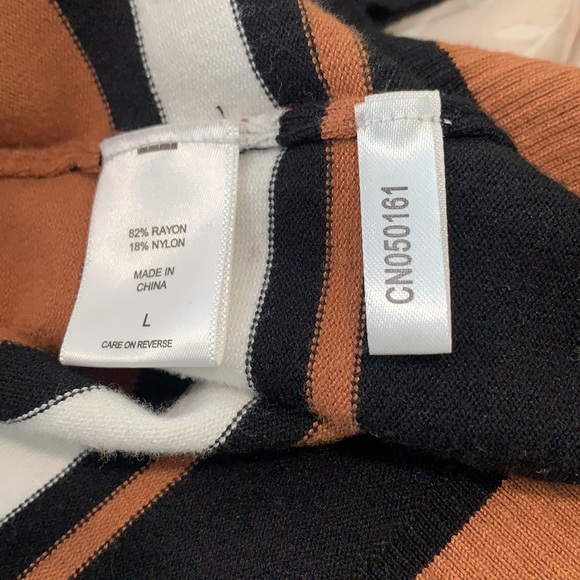 82% RAYON
18% NYLON
MADE IN
CHINA
L
CARE ON REVERSE
CN050161